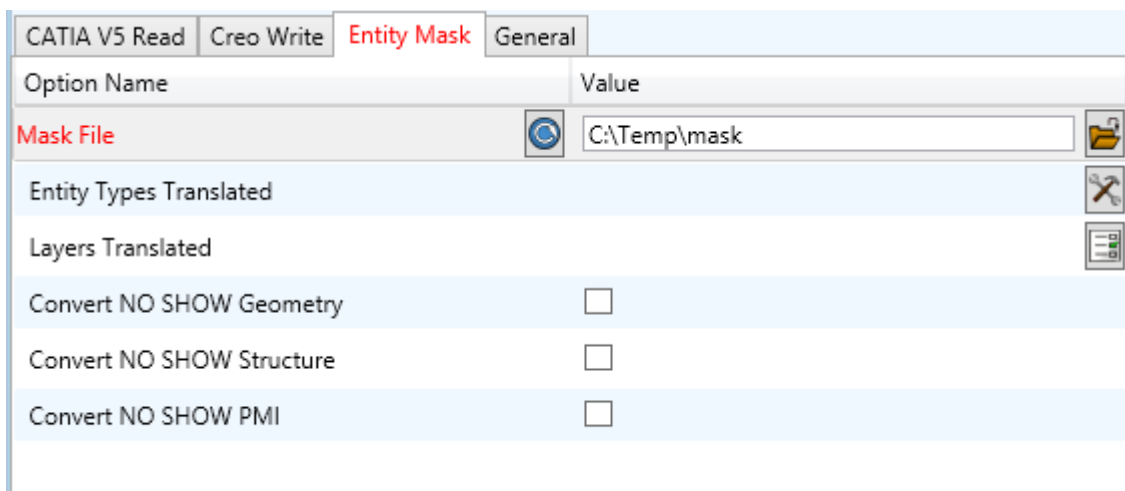 CATIA V5 Read Creo Write Entity Mask General
Option Name Value
Mask File C:\Temp\mask
Entity Types Translated
Layers Translated
Convert NO SHOW Geometry
Convert NO SHOW Structure
Convert NO SHOW PMI